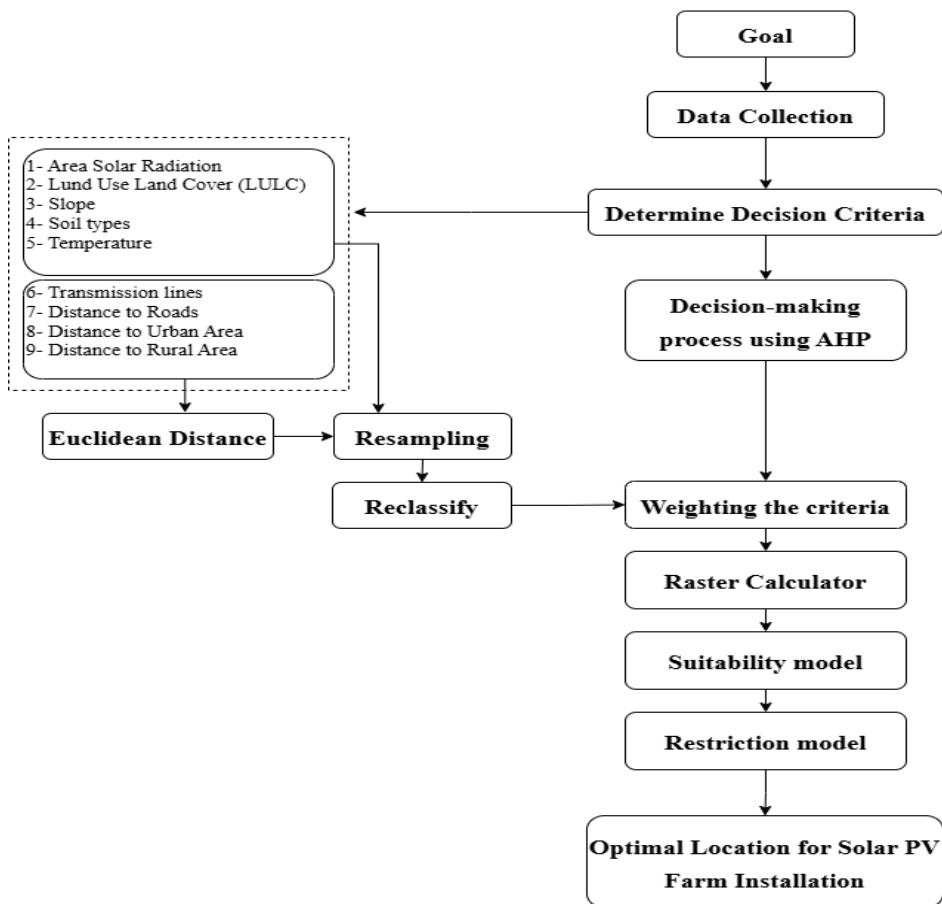 Goal
Data Collection
Determine Decision Criteria
1- Area Solar Radiation
2- Lund Use Land Cover (LULC)
3- Slope
4- Soil types
5- Temperature
6- Transmission lines
7- Distance to Roads
8- Distance to Urban Area
9- Distance to Rural Area
Decision-making
process using AHP
Euclidean Distance
Resampling
Reclassify
Weighting the criteria
Raster Calculator
Suitability model
Restriction model
Optimal Location for Solar PV
Farm Installation